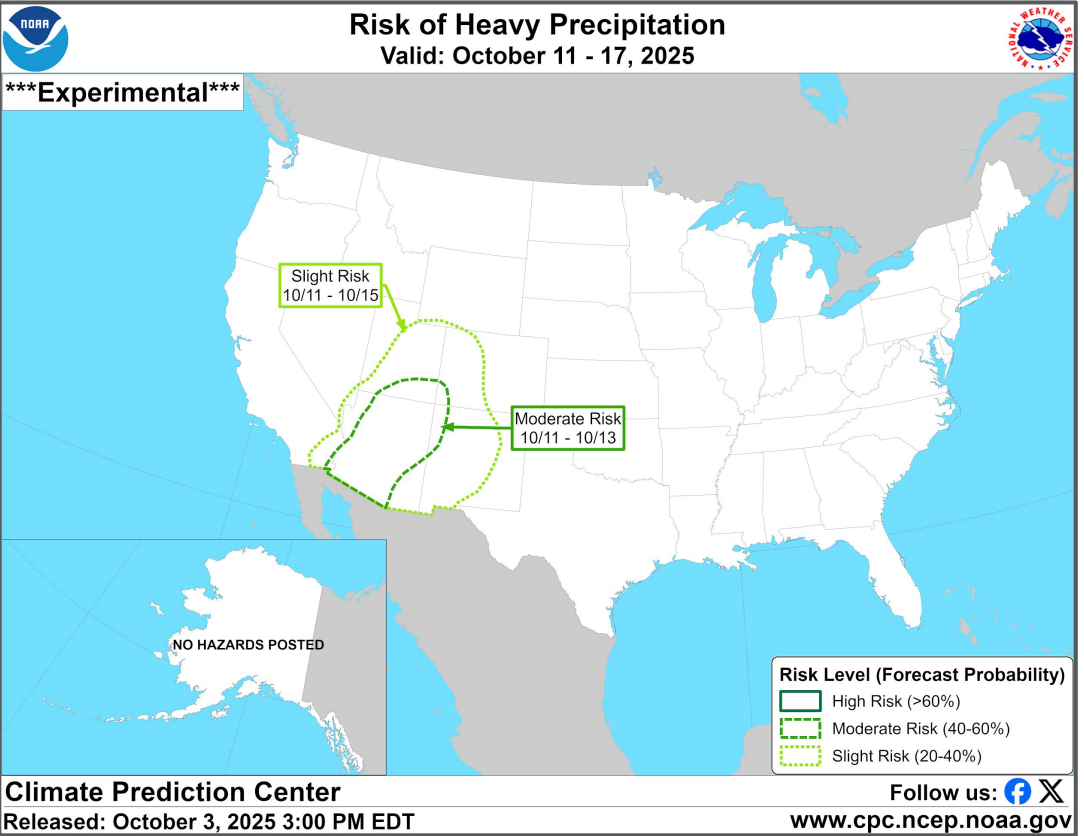 NOAA
Risk of Heavy Precipitation
Valid: October 11 - 17, 2025
NATIONAL WEATHER SERVICE
***Experimental***
Slight Risk
10/11 - 10/15
Moderate Risk
10/11 - 10/13
NO HAZARDS POSTED
Risk Level (Forecast Probability)
High Risk (>60%)
Moderate Risk (40-60%)
Slight Risk (20-40%)
Climate Prediction Center
Follow us:
Released: October 3, 2025 3:00 PM EDT
www.cpc.ncep.noaa.gov